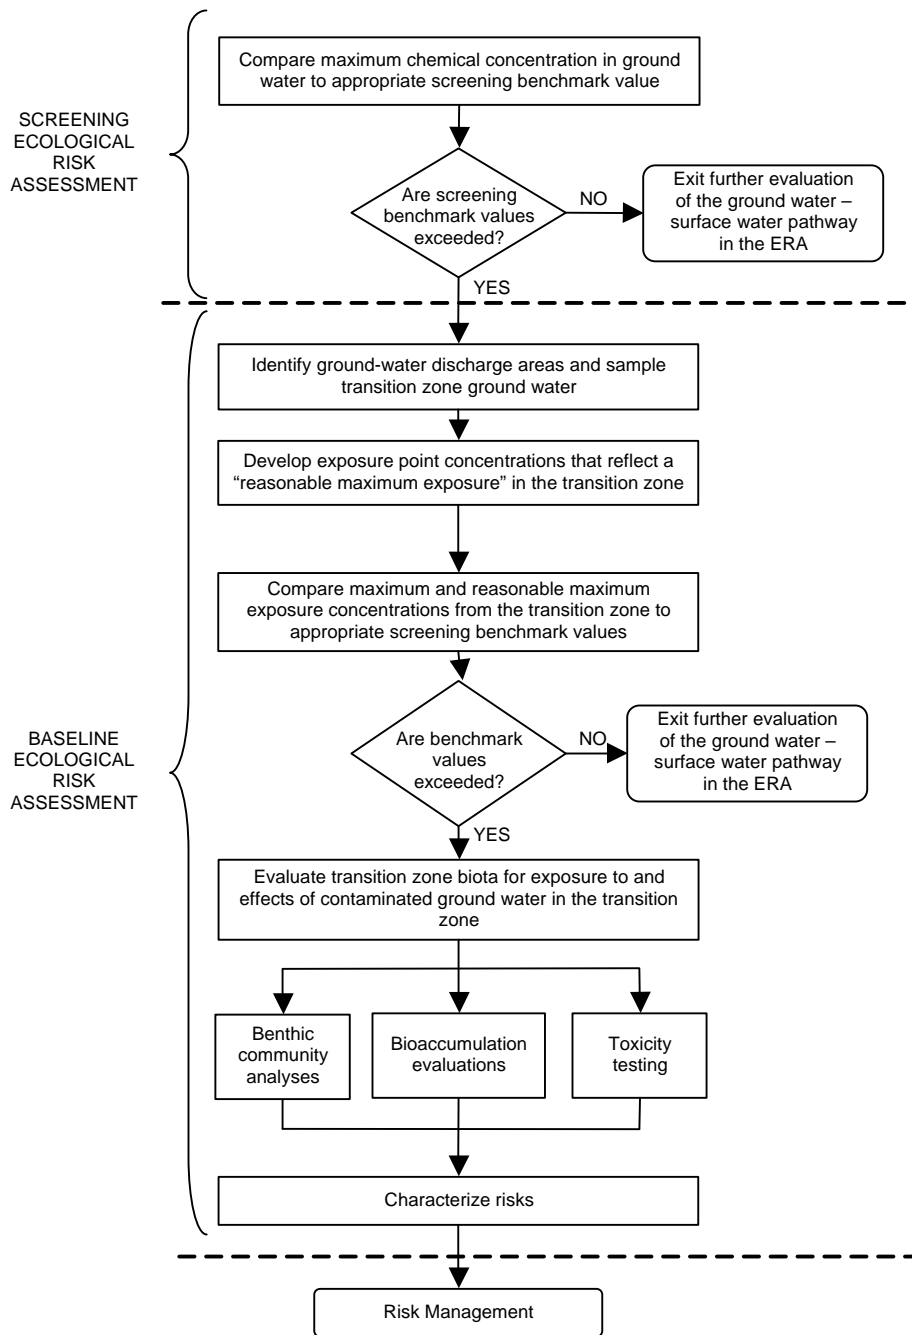 Compare maximum chemical concentration in ground
water to appropriate screening benchmark value
SCREENING
ECOLOGICAL
RISK
ASSESSMENT
Are screening
benchmark values
exceeded?
NO
Exit further evaluation
of the ground water –
surface water pathway
in the ERA
YES
Identify ground-water discharge areas and sample
transition zone ground water
Develop exposure point concentrations that reflect a
“reasonable maximum exposure” in the transition zone
Compare maximum and reasonable maximum
exposure concentrations from the transition zone to
appropriate screening benchmark values
BASELINE
ECOLOGICAL
RISK
ASSESSMENT
Are benchmark
values
exceeded?
NO
Exit further evaluation
of the ground water –
surface water pathway
in the ERA
YES
Evaluate transition zone biota for exposure to and
effects of contaminated ground water in the transition
zone
Benthic
community
analyses
Bioaccumulation
evaluations
Toxicity
testing
Characterize risks
Risk Management